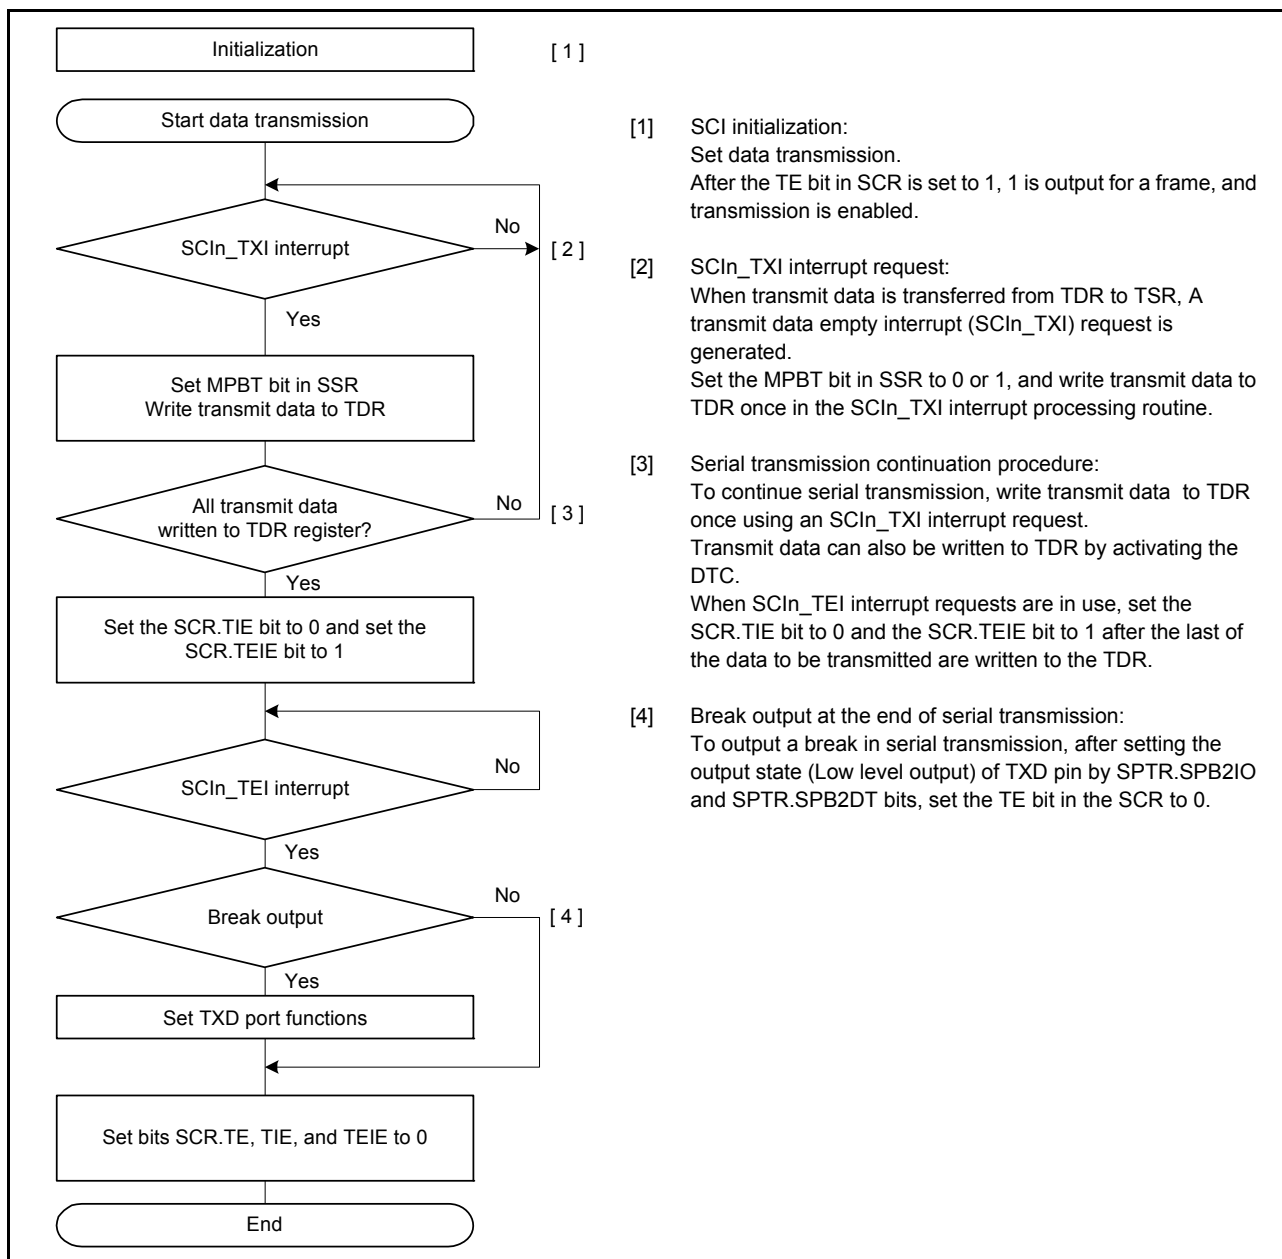 Initialization
[ 1 ]
Start data transmission
SCIn_TXI interrupt
No
[ 2 ]
Yes
Set MPBT bit in SSR
Write transmit data to TDR
All transmit data
written to TDR register?
No
[ 3 ]
Yes
Set the SCR.TIE bit to 0 and set the
SCR.TEIE bit to 1
SCIn_TEI interrupt
No
Yes
Break output
No
[ 4 ]
Yes
Set TXD port functions
Set bits SCR.TE, TIE, and TEIE to 0
End
[1] SCI initialization:
Set data transmission.
After the TE bit in SCR is set to 1, 1 is output for a frame, and
transmission is enabled.
[2] SCIn_TXI interrupt request:
When transmit data is transferred from TDR to TSR, A
transmit data empty interrupt (SCIn_TXI) request is
generated.
Set the MPBT bit in SSR to 0 or 1, and write transmit data to
TDR once in the SCIn_TXI interrupt processing routine.
[3] Serial transmission continuation procedure:
To continue serial transmission, write transmit data to TDR
once using an SCIn_TXI interrupt request.
Transmit data can also be written to TDR by activating the
DTC.
When SCIn_TEI interrupt requests are in use, set the
SCR.TIE bit to 0 and the SCR.TEIE bit to 1 after the last of
the data to be transmitted are written to the TDR.
[4] Break output at the end of serial transmission:
To output a break in serial transmission, after setting the
output state (Low level output) of TXD pin by SPTR.SPB2IO
and SPTR.SPB2DT bits, set the TE bit in the SCR to 0.